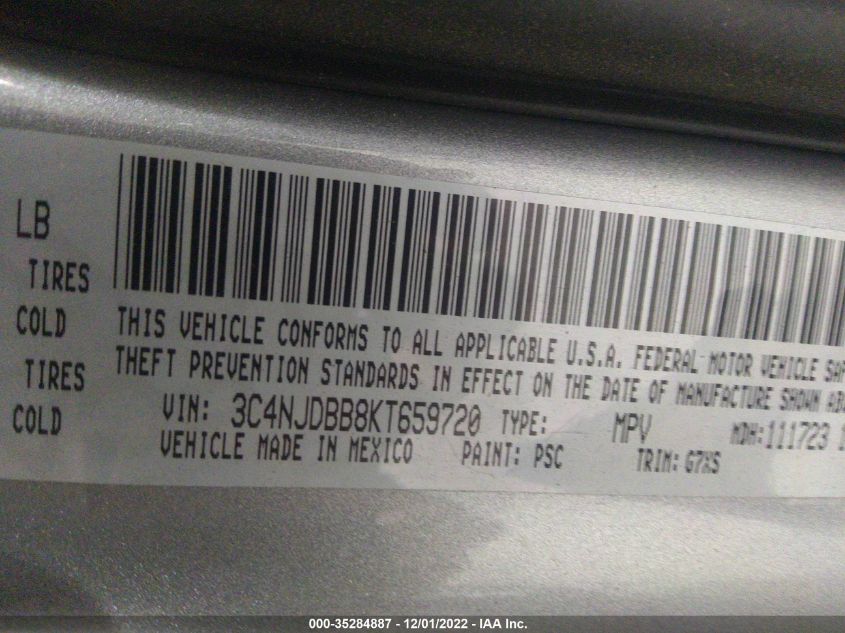 LB
TIRES
COLD
TIRES
COLD
THIS VEHICLE CONFORMS TO ALL APPLICABLE U.S.A. FEDERAL MOTOR VEHICLE
THEFT PREVENTION STANDARDS IN EFFECT ON THE DATE OF MANUFACTURE SHOWN
VIN: 3C4NJDBB8KT659720 TYPE: MPV MDH:111723
VEHICLE MADE IN MEXICO PAINT: PSC TRIM: G7XS
000-35284887 - 12/01/2022 - IAA Inc.